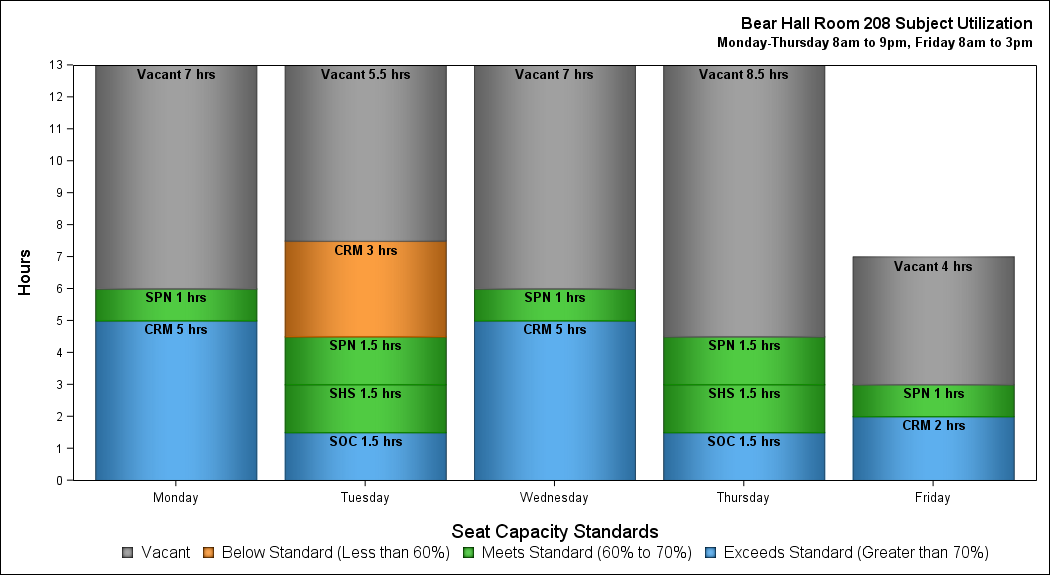 Bear Hall Room 208 Subject Utilization
Monday-Thursday 8am to 9pm, Friday 8am to 3pm
Hours
13
12
11
10
9
8
7
6
5
4
3
2
1
0
Vacant 7 hrs
SPN 1 hrs
CRM 5 hrs
Vacant 5.5 hrs
CRM 3 hrs
SPN 1.5 hrs
SHS 1.5 hrs
SOC 1.5 hrs
Vacant 7 hrs
SPN 1 hrs
CRM 5 hrs
Vacant 8.5 hrs
SPN 1.5 hrs
SHS 1.5 hrs
SOC 1.5 hrs
Vacant 4 hrs
SPN 1 hrs
CRM 2 hrs
Monday Tuesday Wednesday Thursday Friday
Seat Capacity Standards
Vacant Below Standard (Less than 60%) Meets Standard (60% to 70%) Exceeds Standard (Greater than 70%)